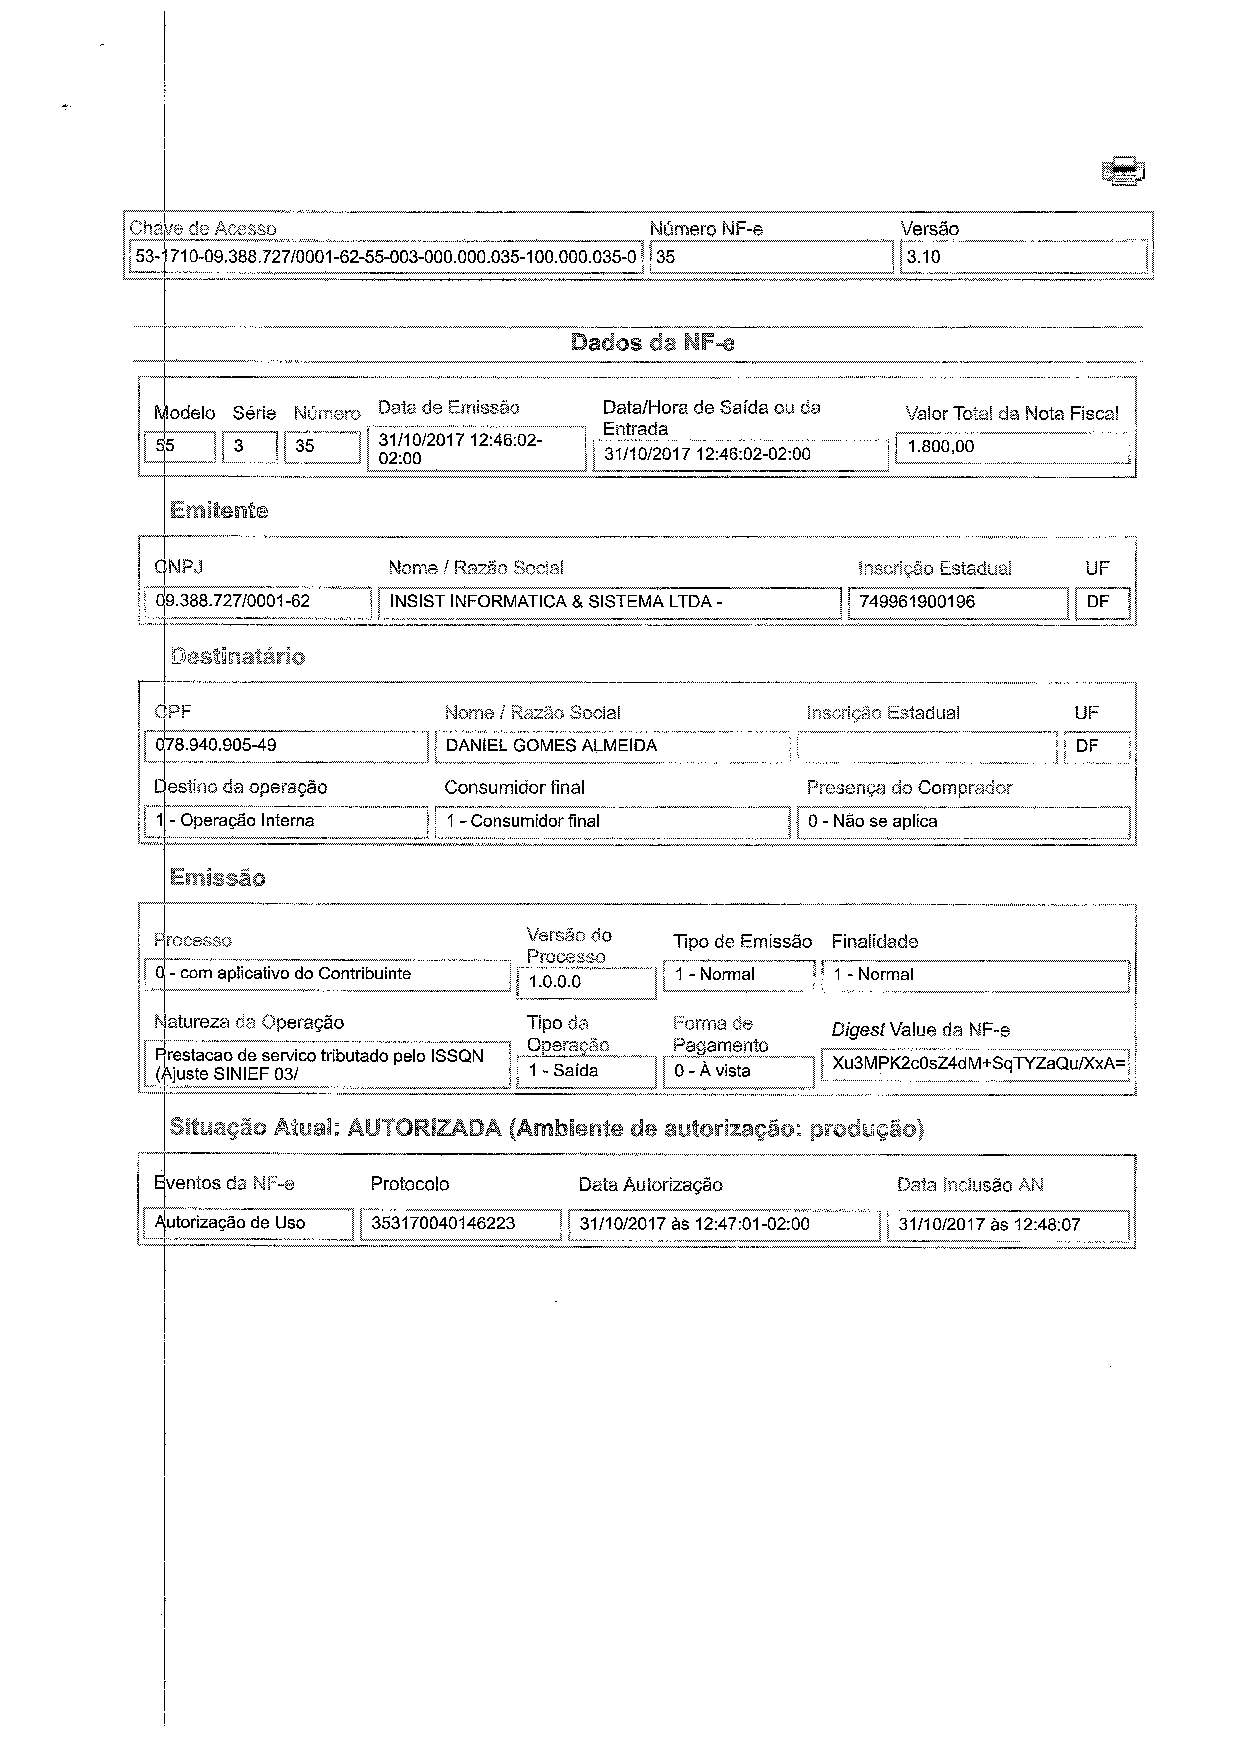 Chave de Acesso Número NF-e Versão
53-1710-09.388.727/0001-62-55-003-000.000.035-100.000.035-0 35 3.10
Dados da NF-e
Modelo Série Número Data de Emissão Data/Hora de Saída ou da Entrada Valor Total da Nota Fiscal
55 3 35 31/10/2017 12:46:02-02:00 31/10/2017 12:46:02-02:00 1.800,00
Emitente
CNPJ Nome / Razão Social Inscrição Estadual UF
09.388.727/0001-62 INSIST INFORMATICA & SISTEMA LTDA - 749961900196 DF
Destinatário
CPF Nome / Razão Social Inscrição Estadual UF
078.940.905-49 DANIEL GOMES ALMEIDA DF
Destino da operação Consumidor final Presença do Comprador
1 - Operação Interna 1 - Consumidor final 0 - Não se aplica
Emissão
Processo Versão do Processo Tipo de Emissão Finalidade
0 - com aplicativo do Contribuinte 1.0.0.0 1 - Normal 1 - Normal
Natureza da Operação Tipo da Operação Forma de Pagamento Digest Value da NF-e
Prestacao de servico tributado pelo ISSQN (Ajuste SINIEF 03/ 1 - Saída 0 - À vista Xu3MPK2c0sZ4dM+SqTYZaQu/XxA=
Situação Atual: AUTORIZADA (Ambiente de autorização: produção)
Eventos da NF-e Protocolo Data Autorização Data Inclusão AN
Autorização de Uso 353170040146223 31/10/2017 às 12:47:01-02:00 31/10/2017 às 12:48:07